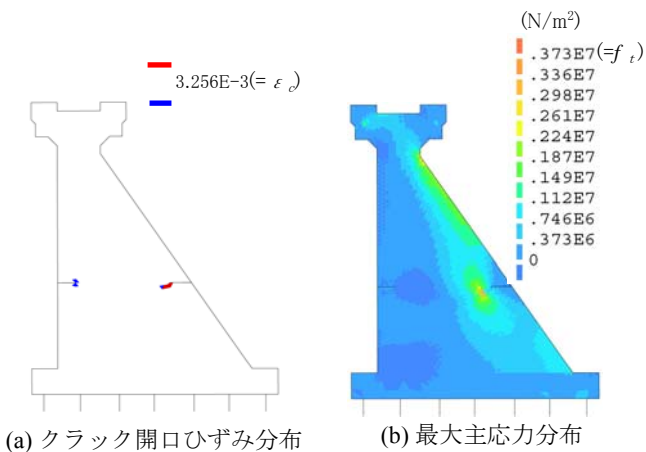 3.256E-3(= ε c)
(N/m²)
.373E7(=f t)
.336E7
.298E7
.261E7
.224E7
.187E7
.149E7
.112E7
.746E6
.373E6
0
(a) クラック開口ひずみ分布
(b) 最大主応力分布